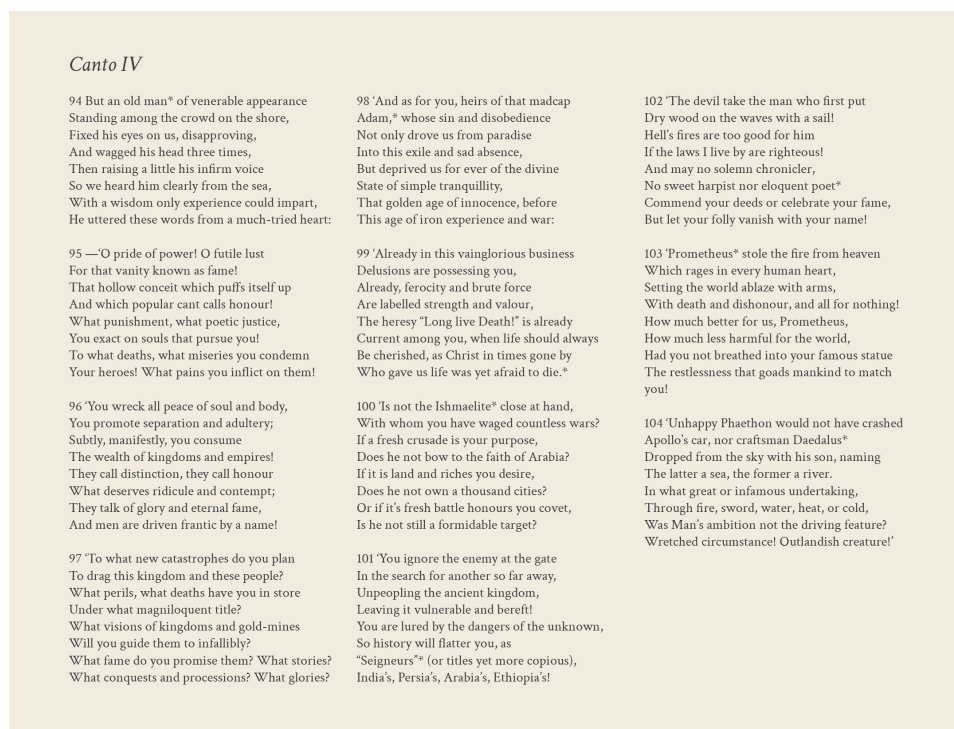 Canto IV
94 But an old man* of venerable appearance
Standing among the crowd on the shore,
Fixed his eyes on us, disapproving,
And wagged his head three times,
Then raising a little his infirm voice
So we heard him clearly from the sea,
With a wisdom only experience could impart,
He uttered these words from a much-tried heart:
95 —‘O pride of power! O futile lust
For that vanity known as fame!
That hollow conceit which puffs itself up
And which popular cant calls honour!
What punishment, what poetic justice,
You exact on souls that pursue you!
To what deaths, what miseries you condemn
Your heroes! What pains you inflict on them!
96 ‘You wreck all peace of soul and body,
You promote separation and adultery;
Subtly, manifestly, you consume
The wealth of kingdoms and empires!
They call distinction, they call honour
What deserves ridicule and contempt;
They talk of glory and eternal fame,
And men are driven frantic by a name!
97 ‘To what new catastrophes do you plan
To drag this kingdom and these people?
What perils, what deaths have you in store
Under what magniloquent title?
What visions of kingdoms and gold-mines
Will you guide them to infallibly?
What fame do you promise them? What stories?
What conquests and processions? What glories?
98 ‘And as for you, heirs of that madcap
Adam,* whose sin and disobedience
Not only drove us from paradise
Into this exile and sad absence,
But deprived us for ever of the divine
State of simple tranquillity,
That golden age of innocence, before
This age of iron experience and war:
99 ‘Already in this vainglorious business
Delusions are possessing you,
Already, ferocity and brute force
Are labelled strength and valour,
The heresy “Long live Death!” is already
Current among you, when life should always
Be cherished, as Christ in times gone by
Who gave us life was yet afraid to die.*
100 ‘Is not the Ishmaelite* close at hand,
With whom you have waged countless wars?
If a fresh crusade is your purpose,
Does he not bow to the faith of Arabia?
If it is land and riches you desire,
Does he not own a thousand cities?
Or if it’s fresh battle honours you covet,
Is he not still a formidable target?
101 ‘You ignore the enemy at the gate
In the search for another so far away,
Unpeopling the ancient kingdom,
Leaving it vulnerable and bereft!
You are lured by the dangers of the unknown,
So history will flatter you, as
“Seigneurs”* (or titles yet more copious),
India’s, Persia’s, Arabia’s, Ethiopia’s!
102 ‘The devil take the man who first put
Dry wood on the waves with a sail!
Hell’s fires are too good for him
If the laws I live by are righteous!
And may no solemn chronicler,
No sweet harpist nor eloquent poet*
Commend your deeds or celebrate your fame,
But let your folly vanish with your name!
103 ‘Prometheus* stole the fire from heaven
Which rages in every human heart,
Setting the world ablaze with arms,
With death and dishonour, and all for nothing!
How much better for us, Prometheus,
How much less harmful for the world,
Had you not breathed into your famous statue
The restlessness that goads mankind to match
you!
104 ‘Unhappy Phaethon would not have crashed
Apollo’s car, nor craftsman Daedalus*
Dropped from the sky with his son, naming
The latter a sea, the former a river.
In what great or infamous undertaking,
Through fire, sword, water, heat, or cold,
Was Man’s ambition not the driving feature?
Wretched circumstance! Outlandish creature!’